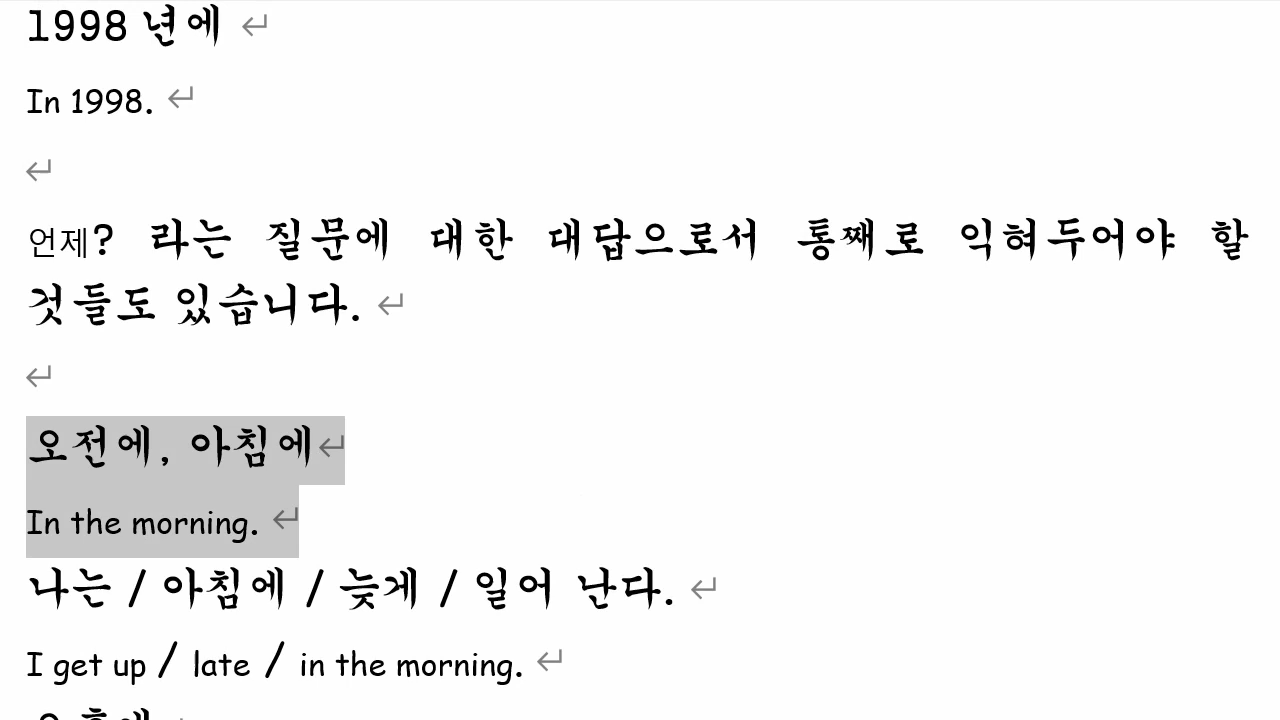 1998 년에
In 1998.
언제? 라는 질문에 대한 대답으로서 통째로 익혀두어야 할
것들도 있습니다.
오전에, 아침에
In the morning.
나는 / 아침에 / 늦게 / 일어 난다.
I get up / late / in the morning.
오후에